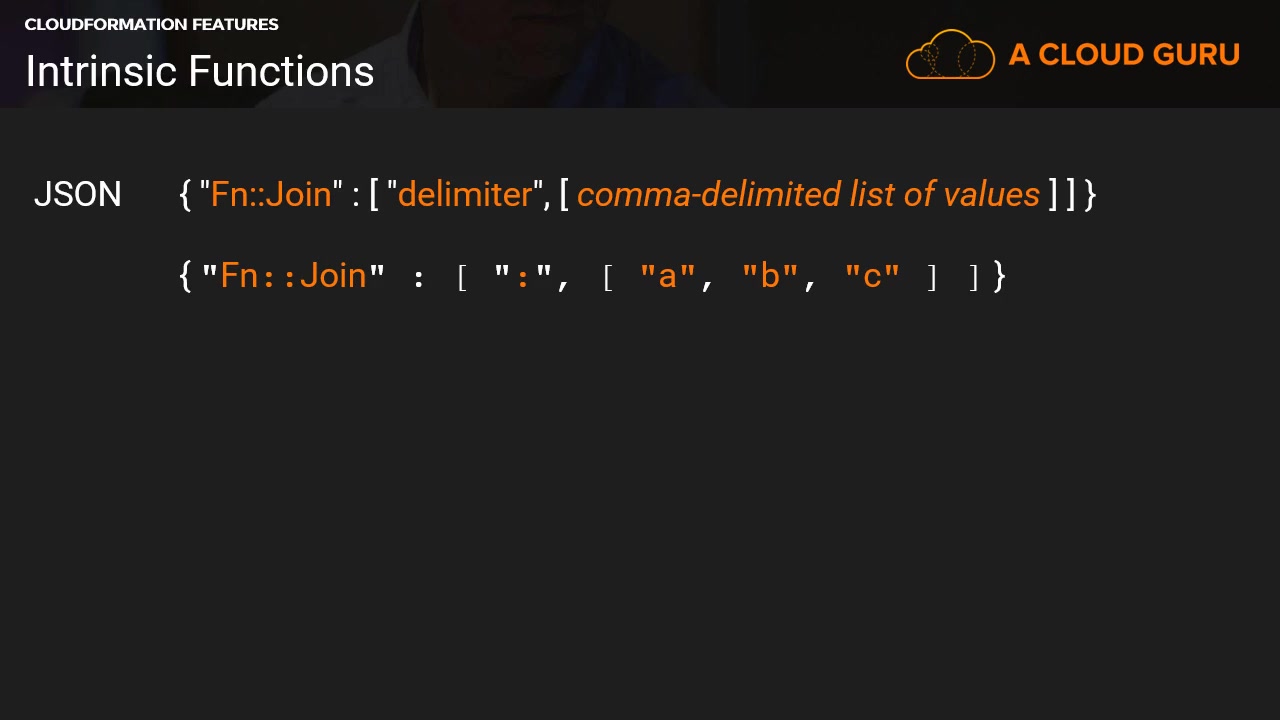 CLOUDFORMATION FEATURES
Intrinsic Functions
A CLOUD GURU
JSON { "Fn::Join" : [ "delimiter", [ comma-delimited list of values ] ] }
{ "Fn::Join" : [ ":", [ "a", "b", "c" ] ] }